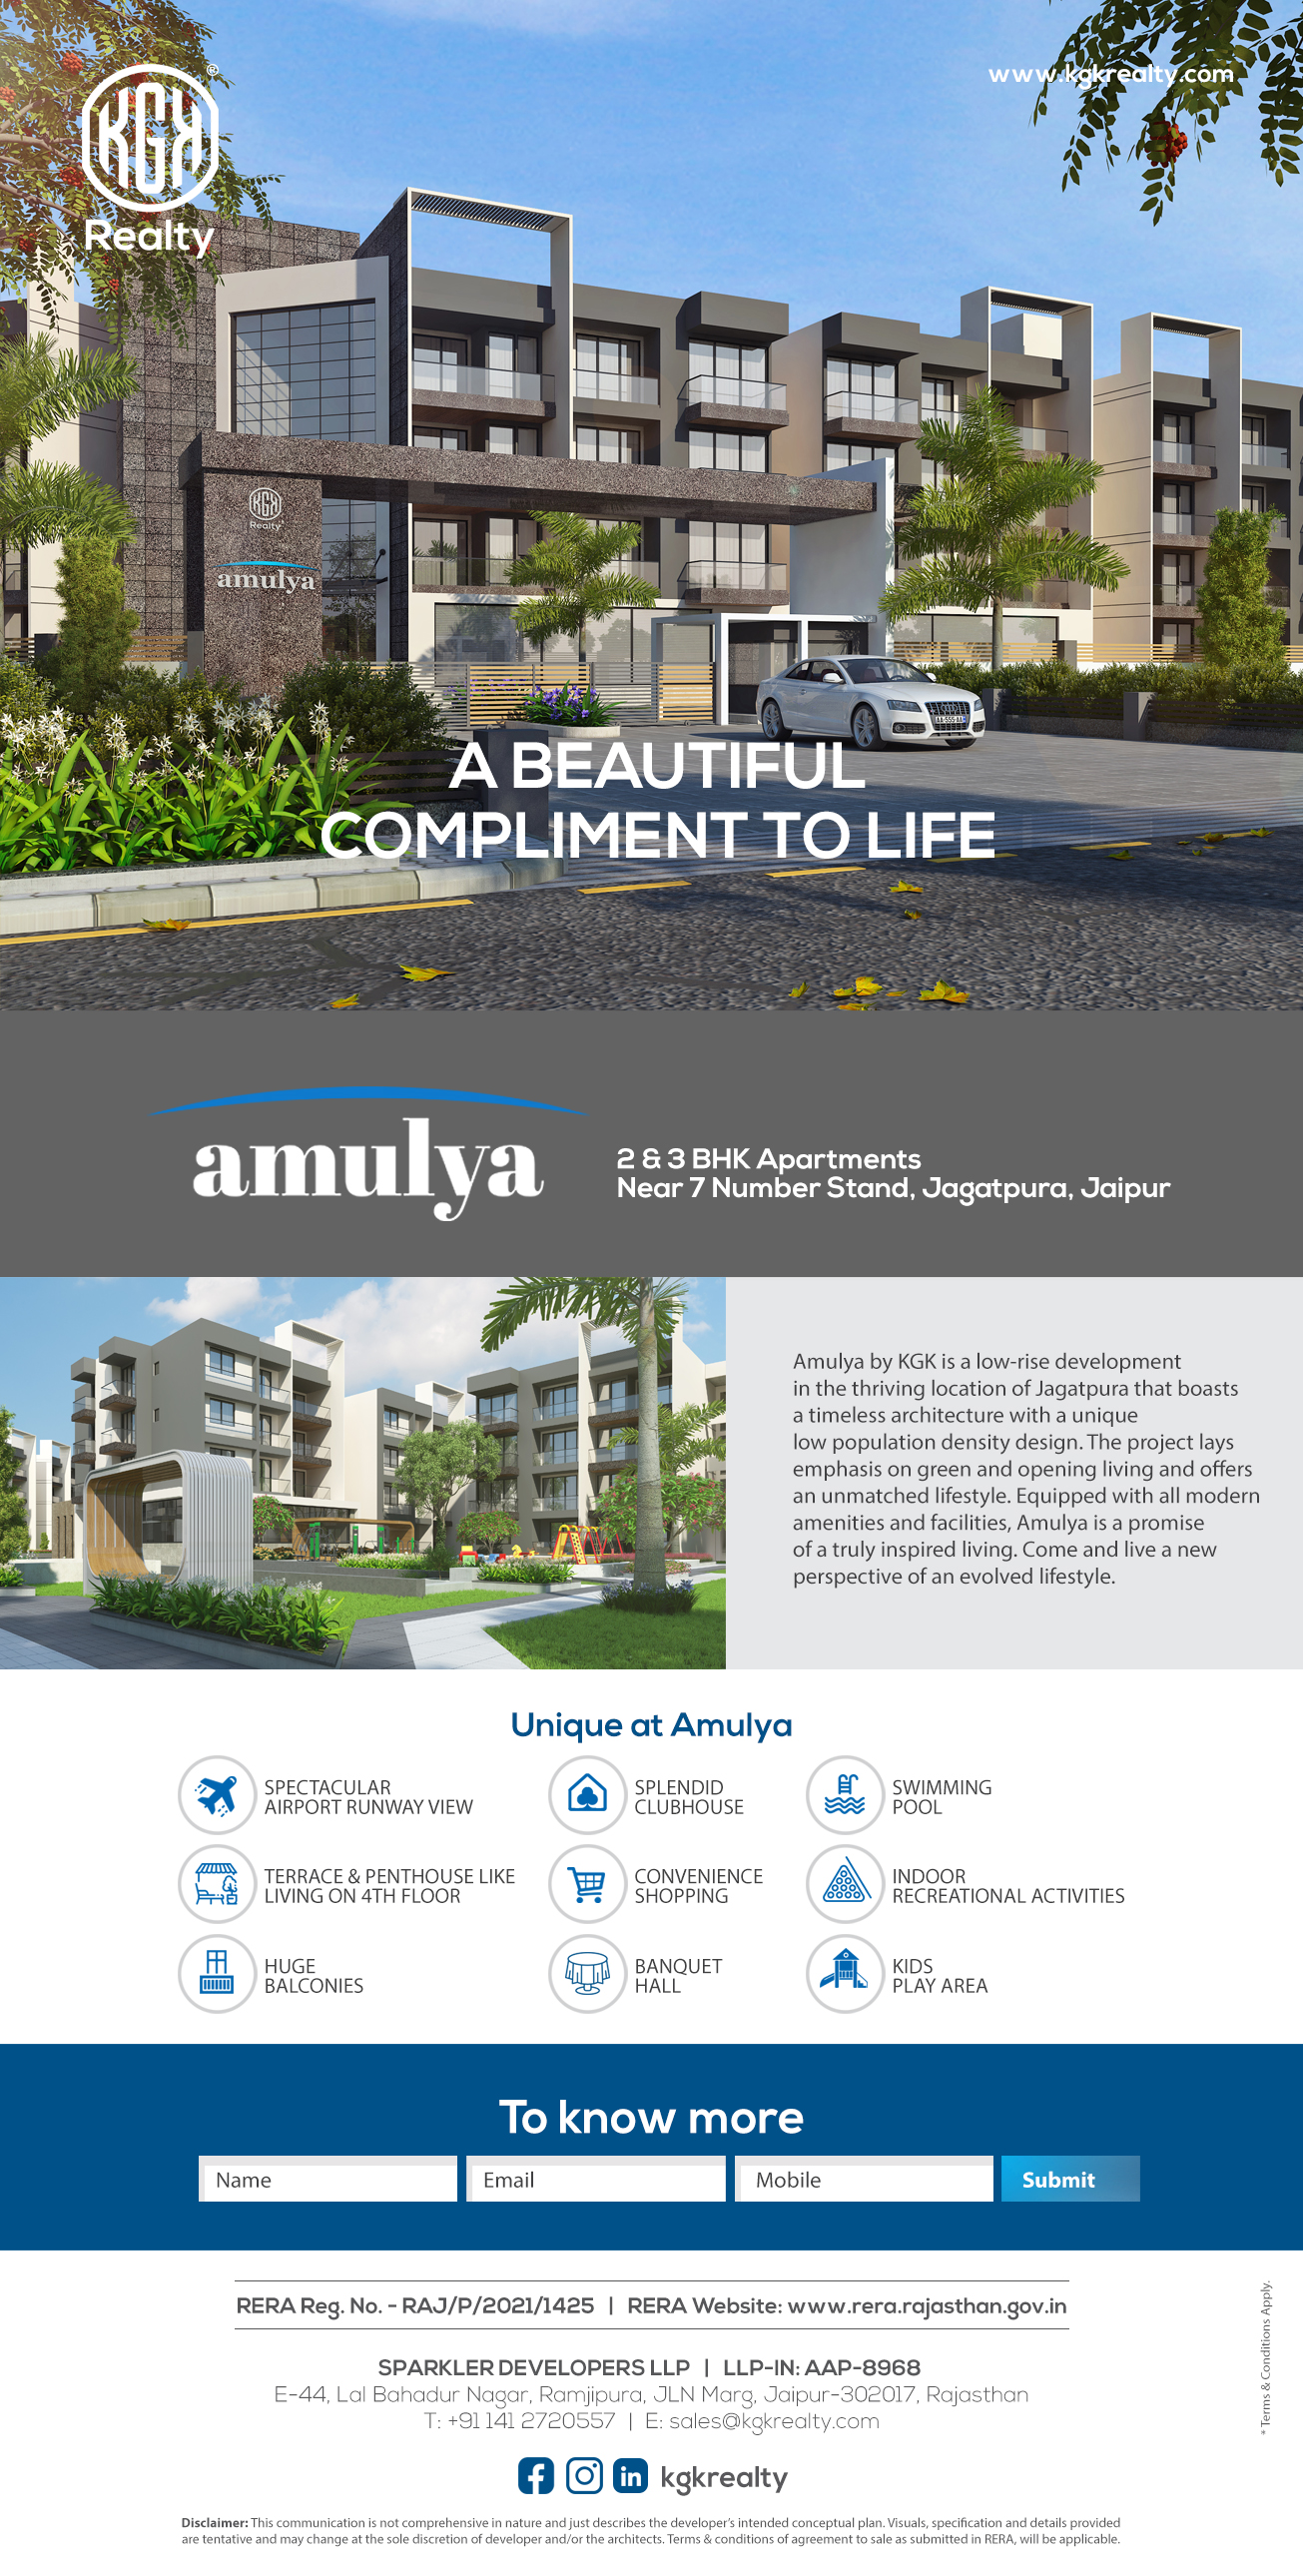 KGK
Realty
www.kgkrealty.com
KGK
Realty
amulya
A BEAUTIFUL
COMPLIMENT TO LIFE
amulya
2 & 3 BHK Apartments
Near 7 Number Stand, Jagatpura, Jaipur
Amulya by KGK is a low-rise development
in the thriving location of Jagatpura that boasts
a timeless architecture with a unique
low population density design. The project lays
emphasis on green and opening living and offers
an unmatched lifestyle. Equipped with all modern
amenities and facilities, Amulya is a promise
of a truly inspired living. Come and live a new
perspective of an evolved lifestyle.
Unique at Amulya
SPECTACULAR
AIRPORT RUNWAY VIEW
SPLENDID
CLUBHOUSE
SWIMMING
POOL
TERRACE & PENTHOUSE LIKE
LIVING ON 4TH FLOOR
CONVENIENCE
SHOPPING
INDOOR
RECREATIONAL ACTIVITIES
HUGE
BALCONIES
BANQUET
HALL
KIDS
PLAY AREA
To know more
Name
Email
Mobile
Submit
RERA Reg. No. - RAJ/P/2021/1425 | RERA Website: www.rera.rajasthan.gov.in
SPARKLER DEVELOPERS LLP | LLP-IN: AAP-8968
E-44, Lal Bahadur Nagar, Ramjipura, JLN Marg, Jaipur-302017, Rajasthan
T: +91 141 2720557 | E: sales@kgkrealty.com
kgkrealty
* Terms & Conditions Apply.
Disclaimer: This communication is not comprehensive in nature and just describes the developer's intended conceptual plan. Visuals, specification and details provided
are tentative and may change at the sole discretion of developer and/or the architects. Terms & conditions of agreement to sale as submitted in RERA, will be applicable.